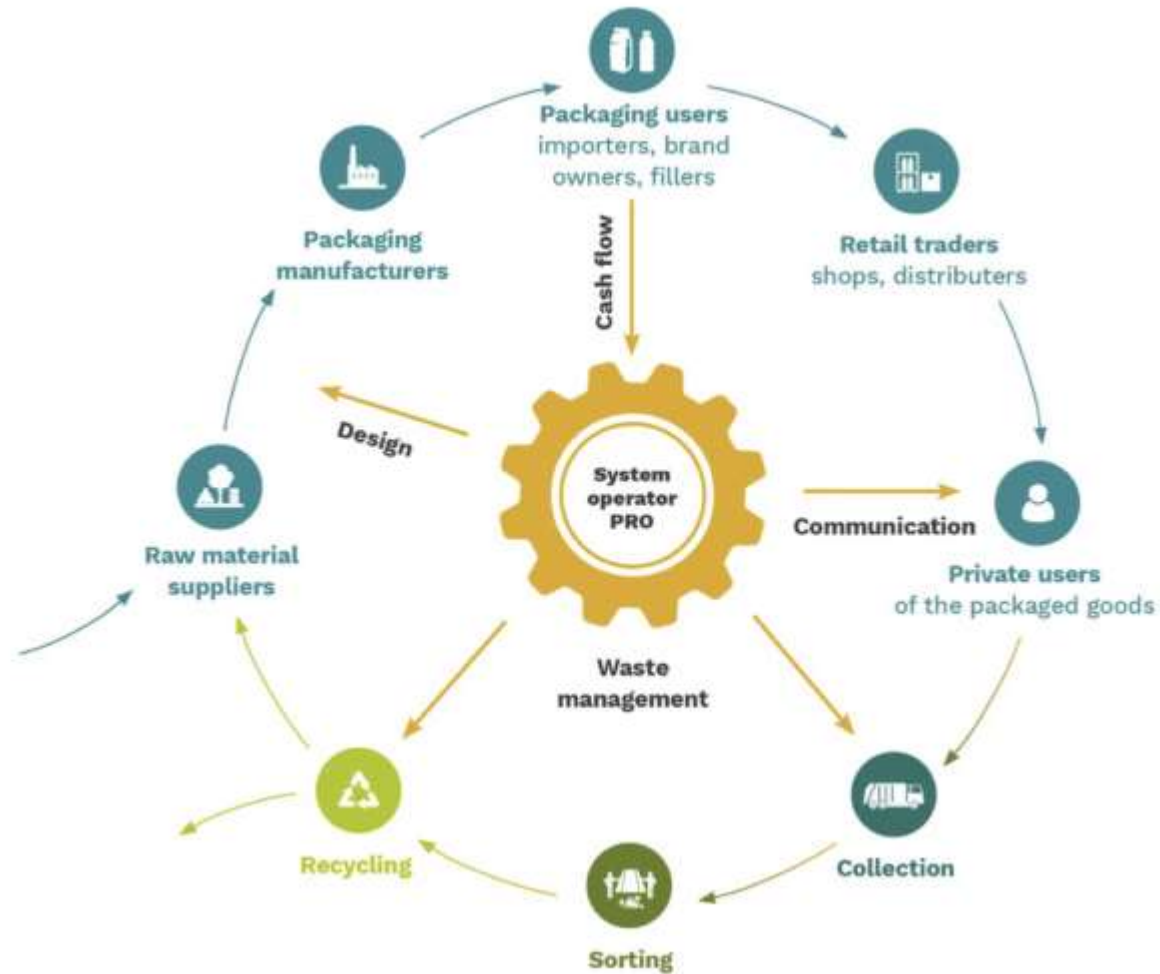 Packaging users
importers, brand
owners, fillers
Packaging
manufacturers
Retail traders
shops, distributers
Cash flow
Design
System
operator
PRO
Communication
Raw material
suppliers
Private users
of the packaged goods
Waste
management
Recycling
Collection
Sorting